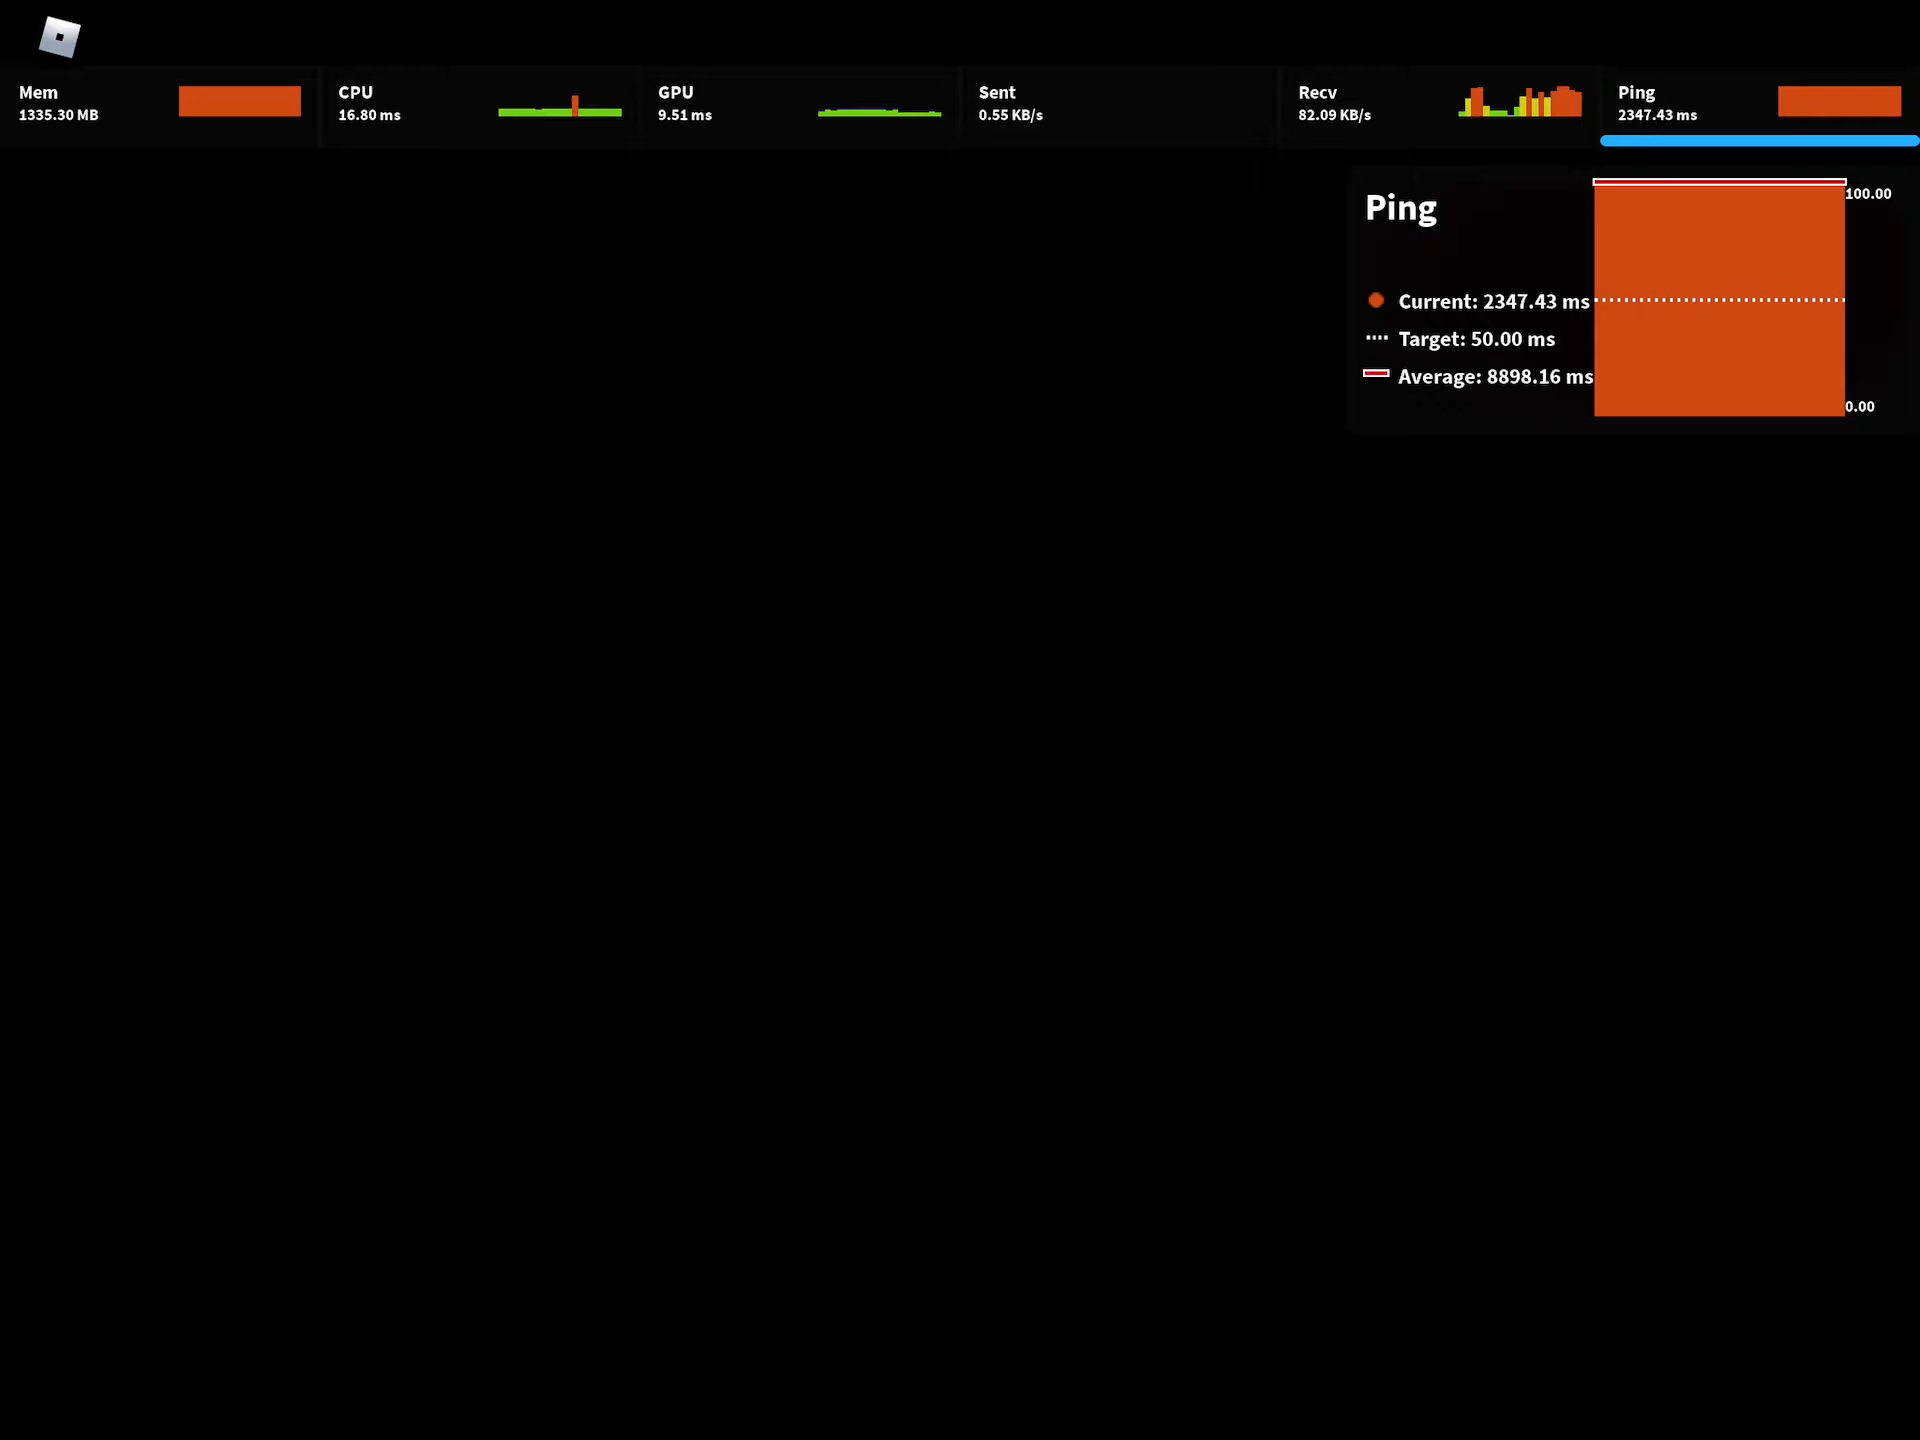 Mem
1335.30 MB
CPU
16.80 ms
GPU
9.51 ms
Sent
0.55 KB/s
Recv
82.09 KB/s
Ping
2347.43 ms
Ping
100.00
Current: 2347.43 ms
Target: 50.00 ms
Average: 8898.16 ms
0.00